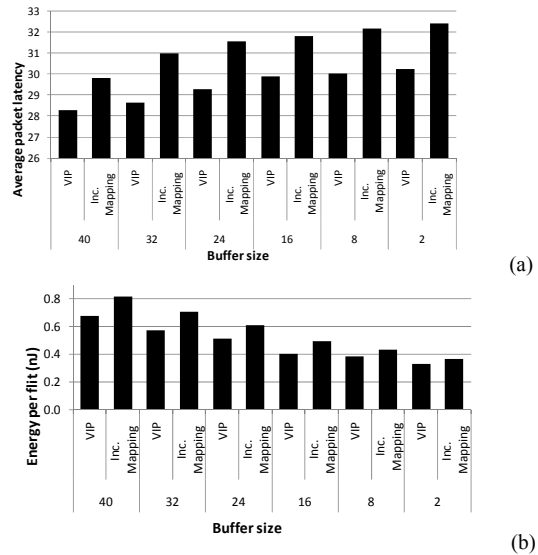 33
32
31
30
29
28
27
26
Average packet latency
VIP
Inc. Mapping
VIP
Inc. Mapping
VIP
Inc. Mapping
VIP
Inc. Mapping
VIP
Inc. Mapping
VIP
Inc. Mapping
40 32 24 16 8 2
Buffer size
(a)
0.8
0.6
0.4
0.2
0.0
Energy per flit (nJ)
VIP
Inc. Mapping
VIP
Inc. Mapping
VIP
Inc. Mapping
VIP
Inc. Mapping
VIP
Inc. Mapping
VIP
Inc. Mapping
40 32 24 16 8 2
Buffer size
(b)